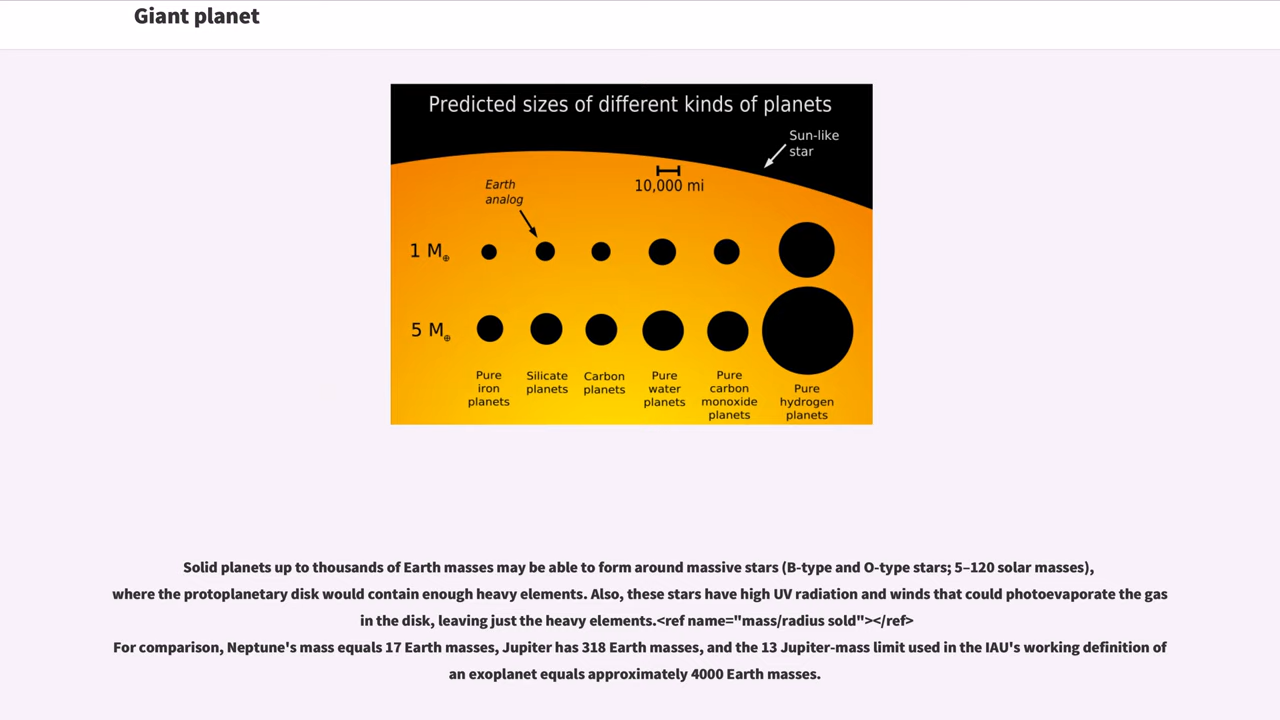 Giant planet
Predicted sizes of different kinds of planets
Sun-like
star
10,000 mi
Earth
analog
1 M⊕
5 M⊕
Pure
iron
planets
Silicate
planets
Carbon
planets
Pure
water
planets
Pure
carbon
monoxide
planets
Pure
hydrogen
planets
Solid planets up to thousands of Earth masses may be able to form around massive stars (B-type and O-type stars; 5–120 solar masses),
where the protoplanetary disk would contain enough heavy elements. Also, these stars have high UV radiation and winds that could photoevaporate the gas
in the disk, leaving just the heavy elements.<ref name="mass/radius sold"></ref>
For comparison, Neptune's mass equals 17 Earth masses, Jupiter has 318 Earth masses, and the 13 Jupiter-mass limit used in the IAU's working definition of
an exoplanet equals approximately 4000 Earth masses.